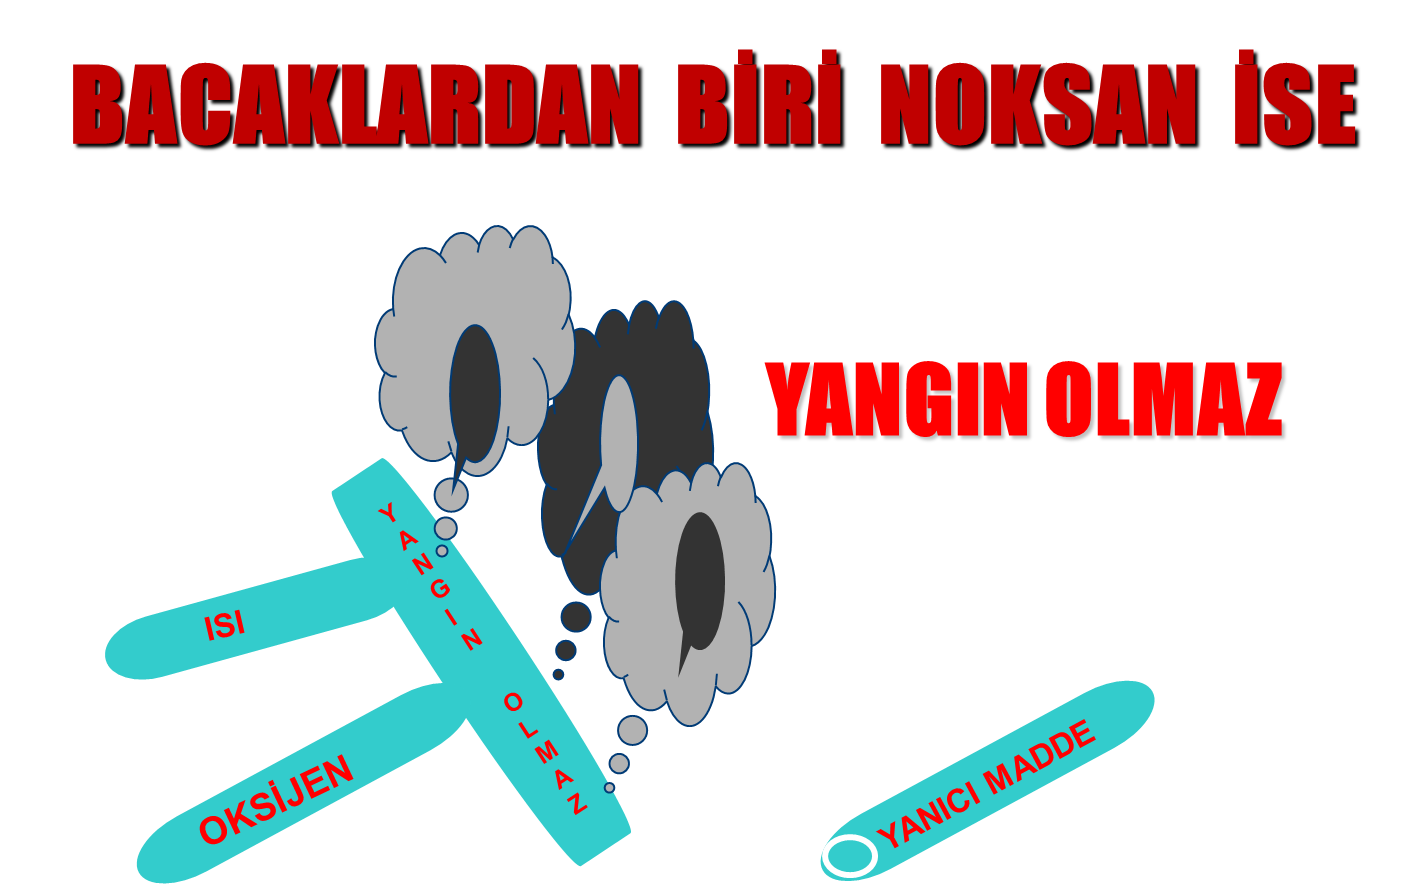 BACAKLARDAN BİRİ NOKSAN İSE
YANGIN OLMAZ
YANGIN OLMAZ
ISI
OKSİJEN
YANICI MADDE